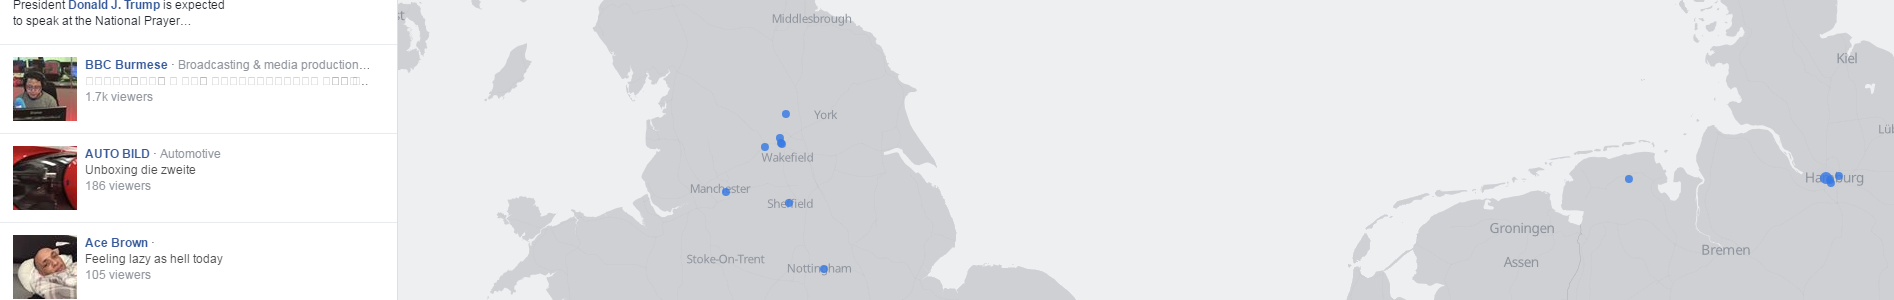 President Donald J. Trump is expected
to speak at the National Prayer…
BBC Burmese · Broadcasting & media production…
1.7k viewers
AUTO BILD · Automotive
Unboxing die zweite
186 viewers
Ace Brown ·
Feeling lazy as hell today
105 viewers
Middlesbrough
York
Wakefield
Manchester
Sheffield
Stoke-On-Trent
Nottingham
Kiel
Hamburg
Groningen
Bremen
Assen